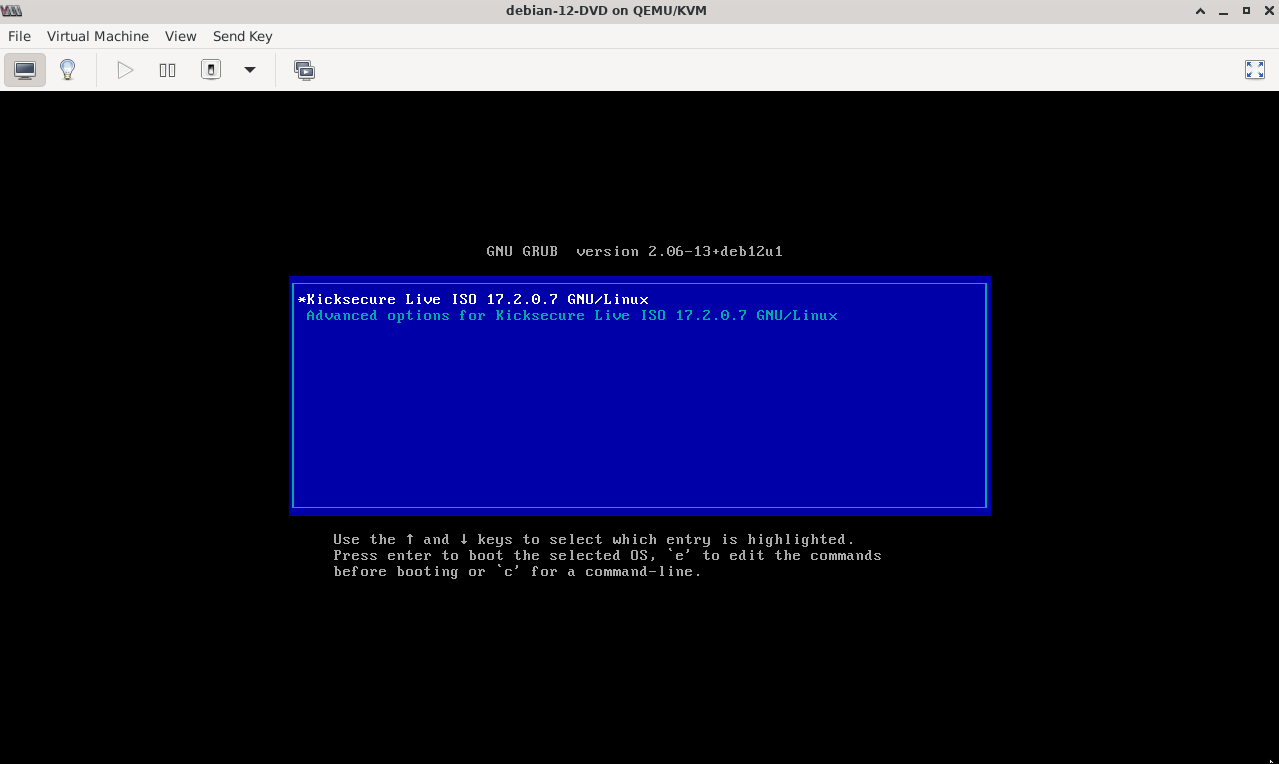 debian-12-DVD on QEMU/KVM
File Virtual Machine View Send Key
GNU GRUB  version 2.06-13+deb12u1
*Kicksecure Live ISO 17.2.0.7 GNU/Linux
Advanced options for Kicksecure Live ISO 17.2.0.7 GNU/Linux
Use the ↑ and ↓ keys to select which entry is highlighted.
Press enter to boot the selected OS, `e' to edit the commands
before booting or `c' for a command-line.